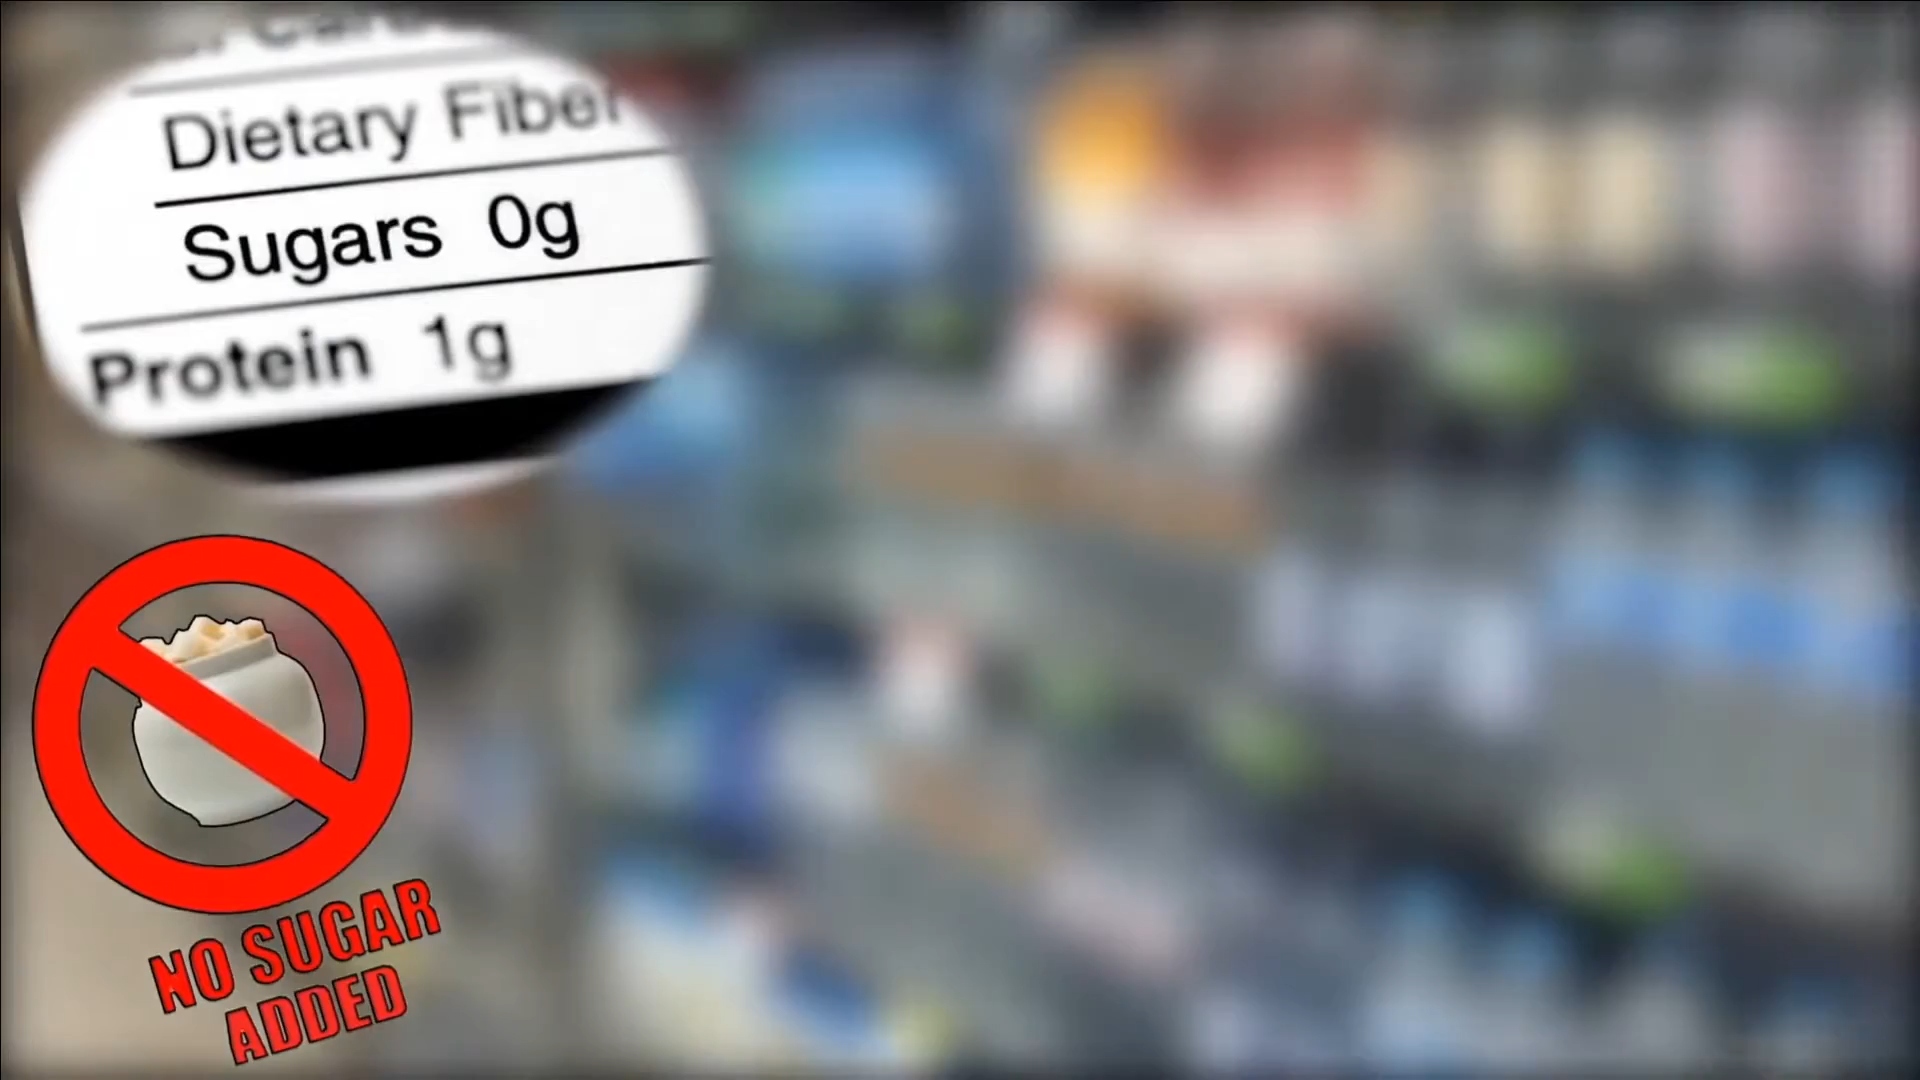 Dietary Fiber
Sugars 0g
Protein 1g
NO SUGAR
ADDED